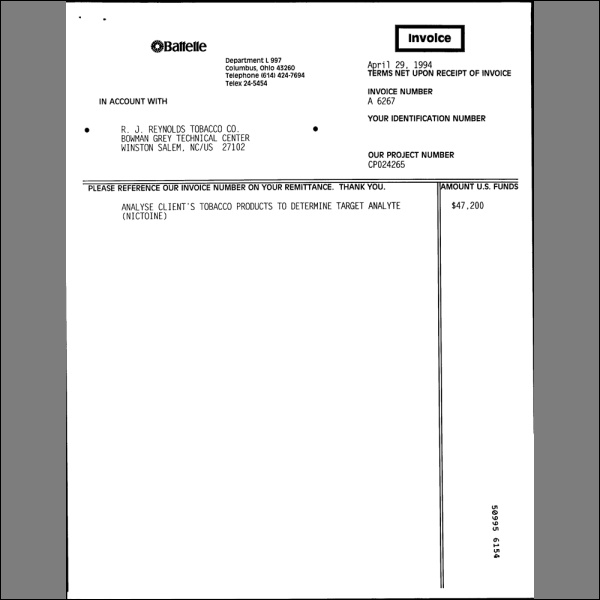 Battelle
Invoice
Department L 997
Columbus, Ohio 43260
Telephone (614) 424-7694
Telex 24-5454
April 29, 1994
TERMS NET UPON RECEIPT OF INVOICE
INVOICE NUMBER
A 6267
IN ACCOUNT WITH
YOUR IDENTIFICATION NUMBER
R. J. REYNOLDS TOBACCO CO.
BOWMAN GREY TECHNICAL CENTER
WINSTON SALEM, NC/US 27102
OUR PROJECT NUMBER
CP024265
PLEASE REFERENCE OUR INVOICE NUMBER ON YOUR REMITTANCE. THANK YOU.
AMOUNT U.S. FUNDS
ANALYSE CLIENT'S TOBACCO PRODUCTS TO DETERMINE TARGET ANALYTE
(NICTOINE)
$47,200
50995 6154